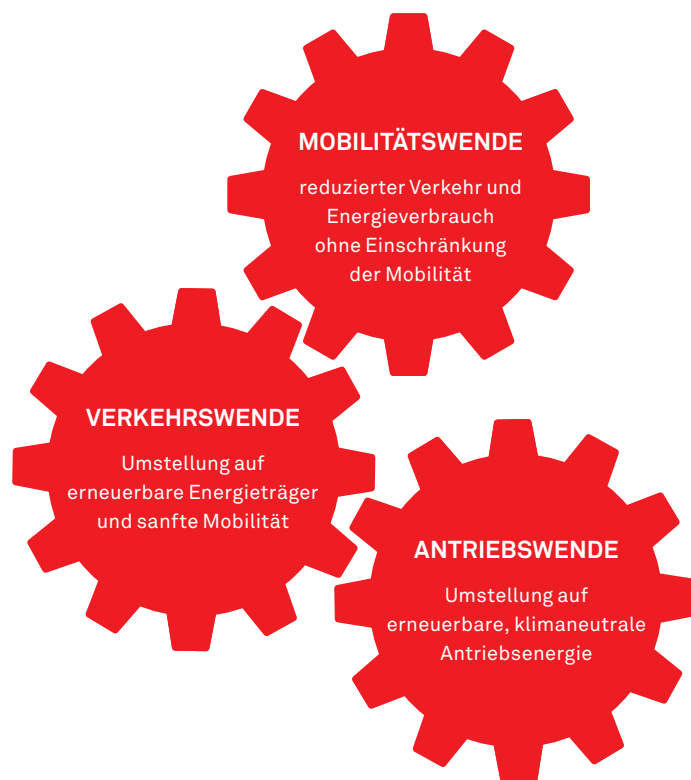 MOBILITÄTSWENDE
reduzierter Verkehr und
Energieverbrauch
ohne Einschränkung
der Mobilität
VERKEHRSWENDE
Umstellung auf
erneuerbare Energieträger
und sanfte Mobilität
ANTRIEBSWENDE
Umstellung auf
erneuerbare, klimaneutrale
Antriebsenergie